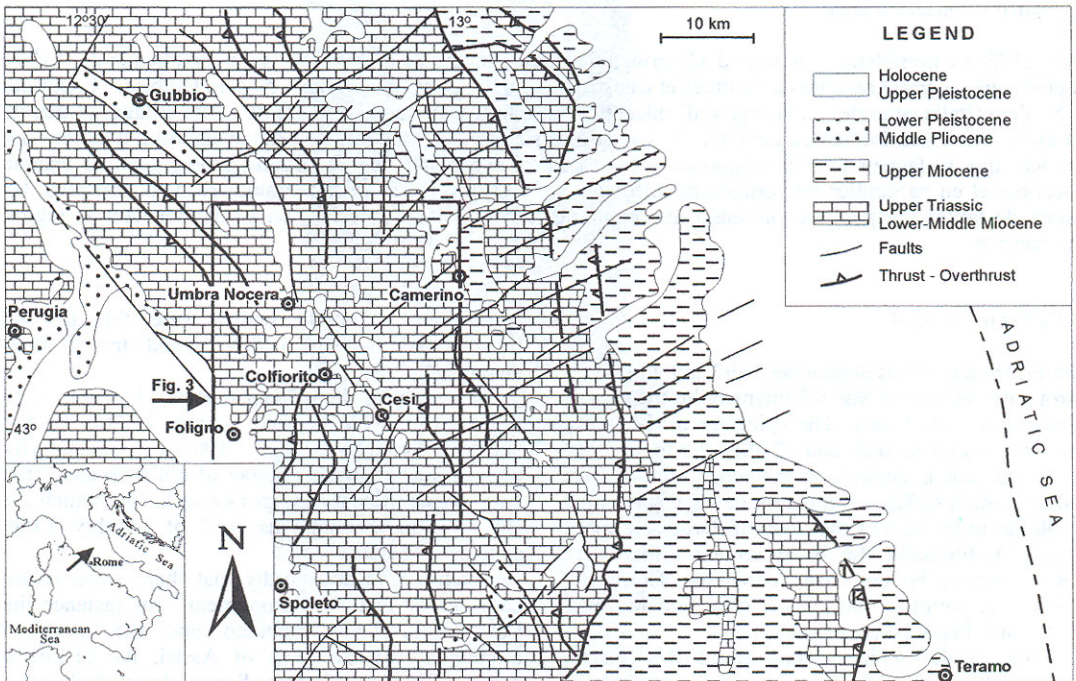 12°30
13°
10 km
LEGEND
Holocene
Upper Pleistocene
Lower Pleistocene
Middle Pliocene
Upper Miocene
Upper Triassic
Lower-Middle Miocene
Faults
Thrust - Overthrust
Gubbio
Umbra Nocera
Camerino
Perugia
Colfiorito
Fig. 3
Cesi
Foligno
43°
ADRIATIC SEA
N
Adriatic Sea
Rome
Mediterranean
Sea
Spoleto
Teramo